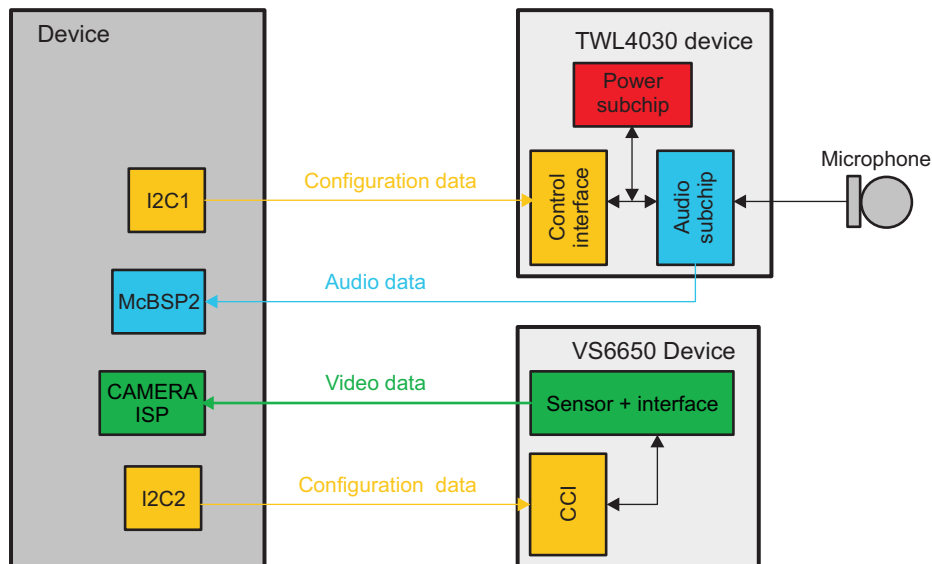 Device
TWL4030 device
Power
subchip
Microphone
I2C1
Configuration data
Control
interface
Audio
subchip
McBSP2
Audio data
VS6650 Device
CAMERA
ISP
Video data
Sensor + interface
I2C2
Configuration data
CCI